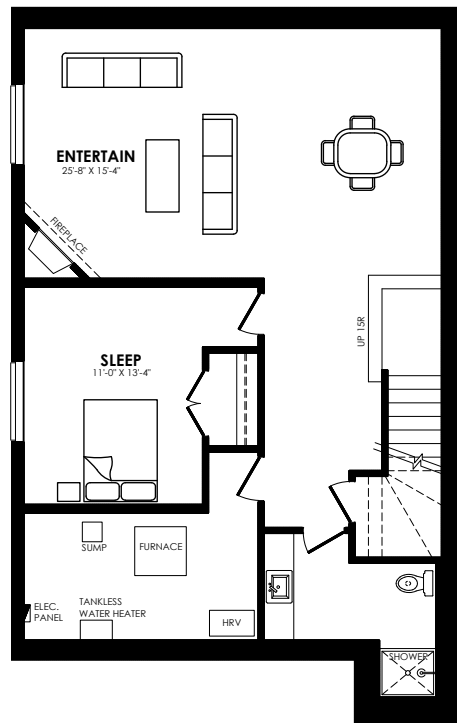 ENTERTAIN
25'-8" X 15'-4"
FIREPLACE
UP 15R
SLEEP
11'-0" X 13'-4"
SUMP
FURNACE
ELEC.
PANEL
TANKLESS
WATER HEATER
HRV
SHOWER